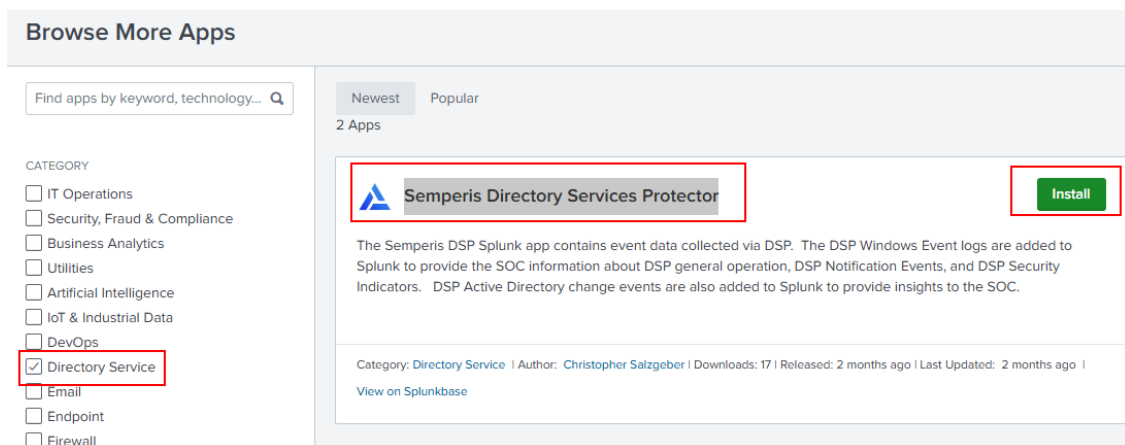 Browse More Apps
Find apps by keyword, technology...
CATEGORY
IT Operations
Security, Fraud & Compliance
Business Analytics
Utilities
Artificial Intelligence
IoT & Industrial Data
DevOps
Directory Service
Email
Endpoint
Firewall
Newest Popular
2 Apps
Semperis Directory Services Protector
Install
The Semperis DSP Splunk app contains event data collected via DSP. The DSP Windows Event logs are added to
Splunk to provide the SOC information about DSP general operation, DSP Notification Events, and DSP Security
Indicators. DSP Active Directory change events are also added to Splunk to provide insights to the SOC.
Category: Directory Service | Author: Christopher Salzgeber | Downloads: 17 | Released: 2 months ago | Last Updated: 2 months ago |
View on Splunkbase